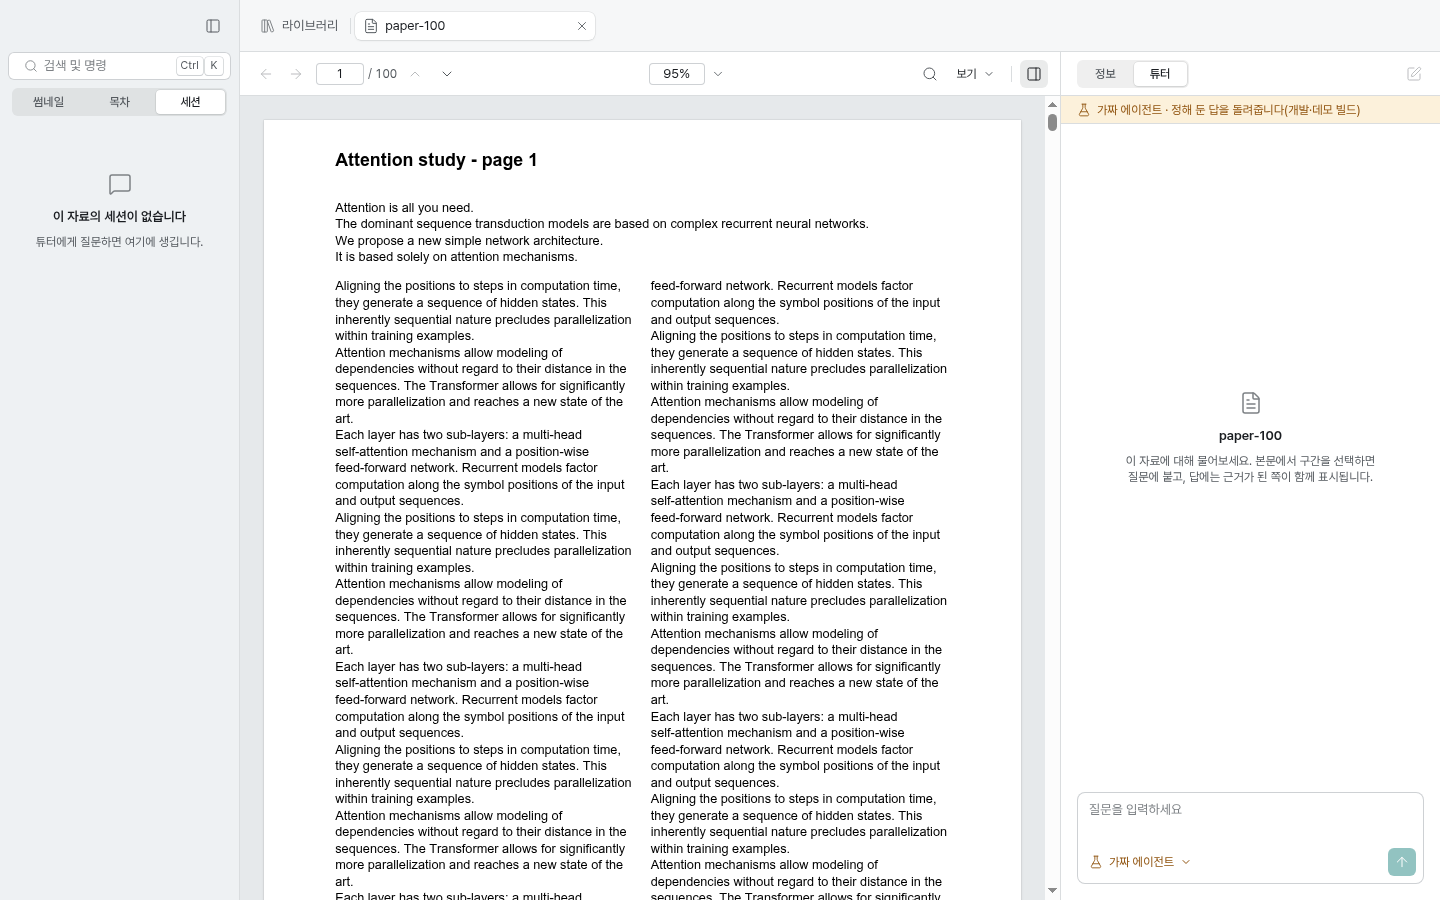 라이브러리
paper-100
검색 및 명령
Ctrl K
썸네일 목차 세션
이 자료의 세션이 없습니다
튜터에게 질문하면 여기에 생깁니다.
1 / 100
95%
보기
Attention study - page 1
Attention is all you need.
The dominant sequence transduction models are based on complex recurrent neural networks.
We propose a new simple network architecture.
It is based solely on attention mechanisms.
Aligning the positions to steps in computation time,
they generate a sequence of hidden states. This
inherently sequential nature precludes parallelization
within training examples.
Attention mechanisms allow modeling of
dependencies without regard to their distance in the
sequences. The Transformer allows for significantly
more parallelization and reaches a new state of the
art.
Each layer has two sub-layers: a multi-head
self-attention mechanism and a position-wise
feed-forward network. Recurrent models factor
computation along the symbol positions of the input
and output sequences.
Aligning the positions to steps in computation time,
they generate a sequence of hidden states. This
inherently sequential nature precludes parallelization
within training examples.
Attention mechanisms allow modeling of
dependencies without regard to their distance in the
sequences. The Transformer allows for significantly
more parallelization and reaches a new state of the
art.
Each layer has two sub-layers: a multi-head
self-attention mechanism and a position-wise
feed-forward network. Recurrent models factor
computation along the symbol positions of the input
and output sequences.
Aligning the positions to steps in computation time,
they generate a sequence of hidden states. This
inherently sequential nature precludes parallelization
within training examples.
Attention mechanisms allow modeling of
dependencies without regard to their distance in the
sequences. The Transformer allows for significantly
more parallelization and reaches a new state of the
art.
Each layer has two sub-layers: a multi-head
feed-forward network. Recurrent models factor
computation along the symbol positions of the input
and output sequences.
Aligning the positions to steps in computation time,
they generate a sequence of hidden states. This
inherently sequential nature precludes parallelization
within training examples.
Attention mechanisms allow modeling of
dependencies without regard to their distance in the
sequences. The Transformer allows for significantly
more parallelization and reaches a new state of the
art.
Each layer has two sub-layers: a multi-head
self-attention mechanism and a position-wise
feed-forward network. Recurrent models factor
computation along the symbol positions of the input
and output sequences.
Aligning the positions to steps in computation time,
they generate a sequence of hidden states. This
inherently sequential nature precludes parallelization
within training examples.
Attention mechanisms allow modeling of
dependencies without regard to their distance in the
sequences. The Transformer allows for significantly
more parallelization and reaches a new state of the
art.
Each layer has two sub-layers: a multi-head
self-attention mechanism and a position-wise
feed-forward network. Recurrent models factor
computation along the symbol positions of the input
and output sequences.
Aligning the positions to steps in computation time,
they generate a sequence of hidden states. This
inherently sequential nature precludes parallelization
within training examples.
Attention mechanisms allow modeling of
dependencies without regard to their distance in the
sequences. The Transformer allows for significantly
정보 튜터
가짜 에이전트 · 정해 둔 답을 돌려줍니다(개발·데모 빌드)
paper-100
이 자료에 대해 물어보세요. 본문에서 구간을 선택하면
질문에 붙고, 답에는 근거가 된 쪽이 함께 표시됩니다.
질문을 입력하세요
가짜 에이전트